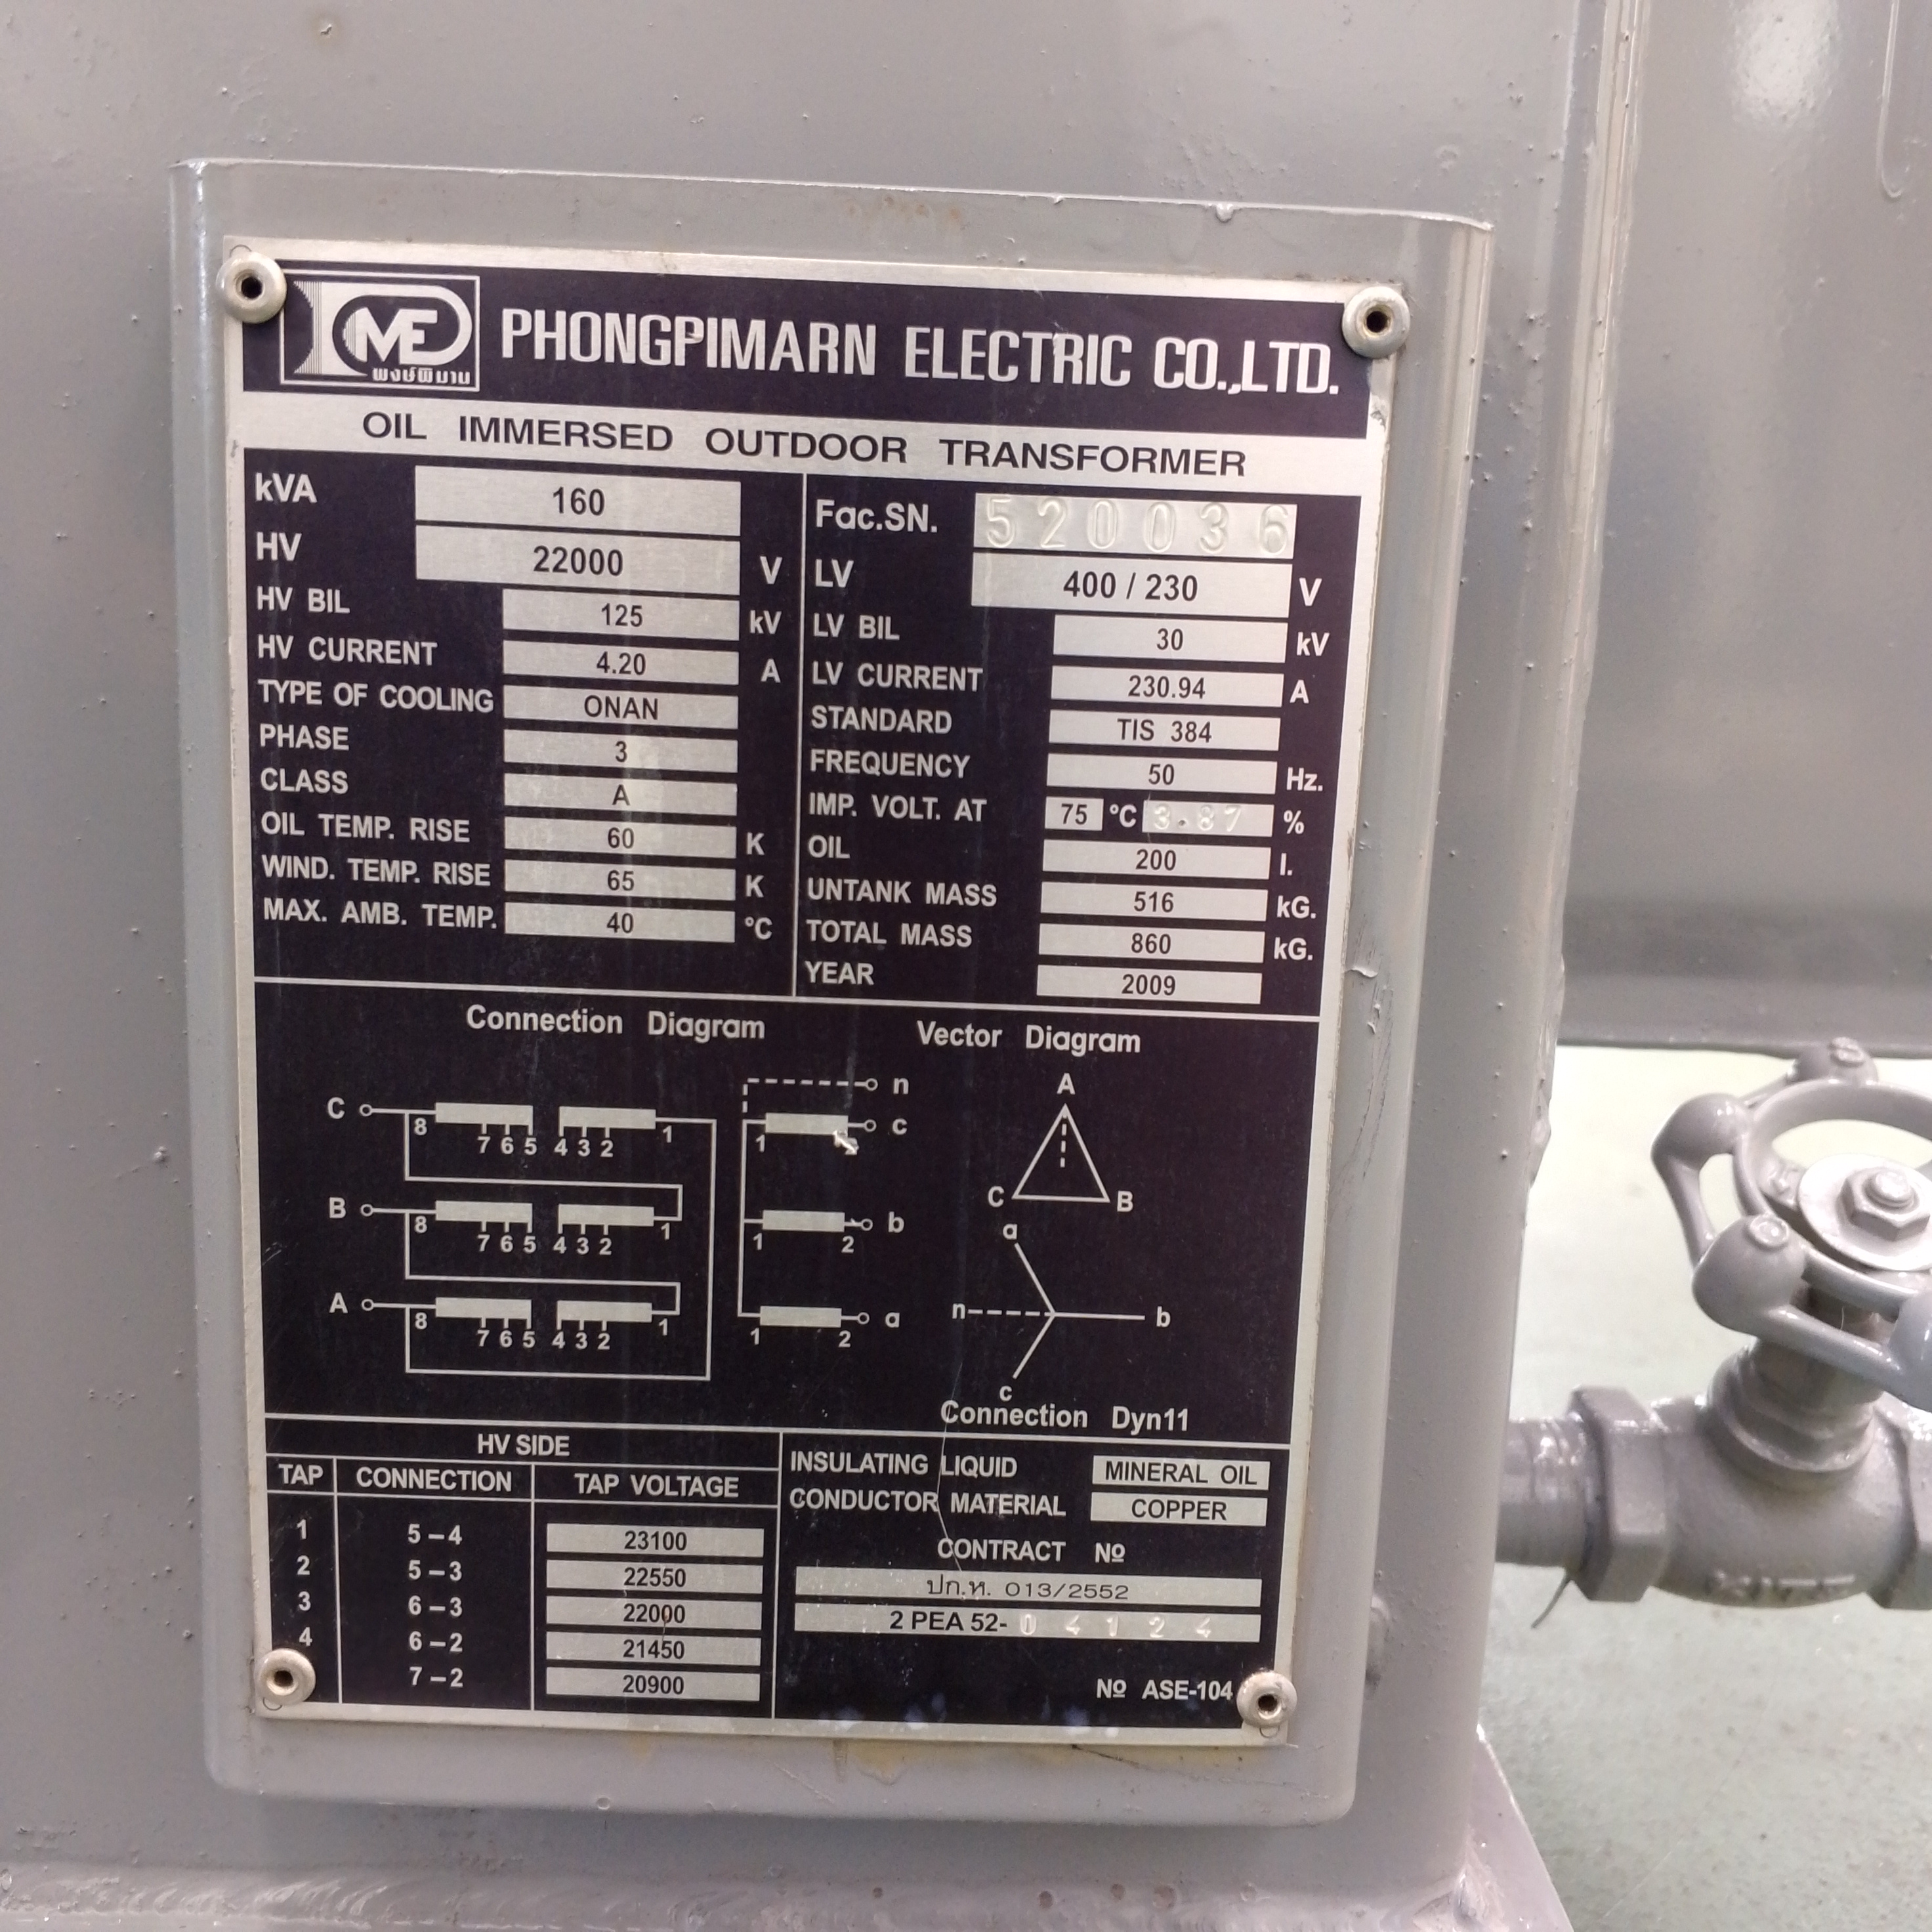 PME
พงษ์พิมาน
PHONGPIMARN ELECTRIC CO.,LTD.
OIL IMMERSED OUTDOOR TRANSFORMER
kVA 160
HV 22000 V
HV BIL 125 kV
HV CURRENT 4.20 A
TYPE OF COOLING ONAN
PHASE 3
CLASS A
OIL TEMP. RISE 60 K
WIND. TEMP. RISE 65 K
MAX. AMB. TEMP. 40 °C
Fac.SN. 520036
LV 400 / 230 V
LV BIL 30 kV
LV CURRENT 230.94 A
STANDARD TIS 384
FREQUENCY 50 Hz.
IMP. VOLT. AT 75 °C 3.87 %
OIL 200 l.
UNTANK MASS 516 kG.
TOTAL MASS 860 kG.
YEAR 2009
Connection Diagram
C 8 7 6 5 4 3 2 1
B 8 7 6 5 4 3 2 1
A 8 7 6 5 4 3 2 1
n
1 c
1 2 b
1 2 a
Vector Diagram
A
C B
a
n b
c
Connection Dyn11
HV SIDE
TAP CONNECTION TAP VOLTAGE
1 5 – 4 23100
2 5 – 3 22550
3 6 – 3 22000
4 6 – 2 21450
7 – 2 20900
INSULATING LIQUID MINERAL OIL
CONDUCTOR MATERIAL COPPER
CONTRACT Nº
ปก.ห. 013/2552
2 PEA 52- 04124
Nº ASE-104